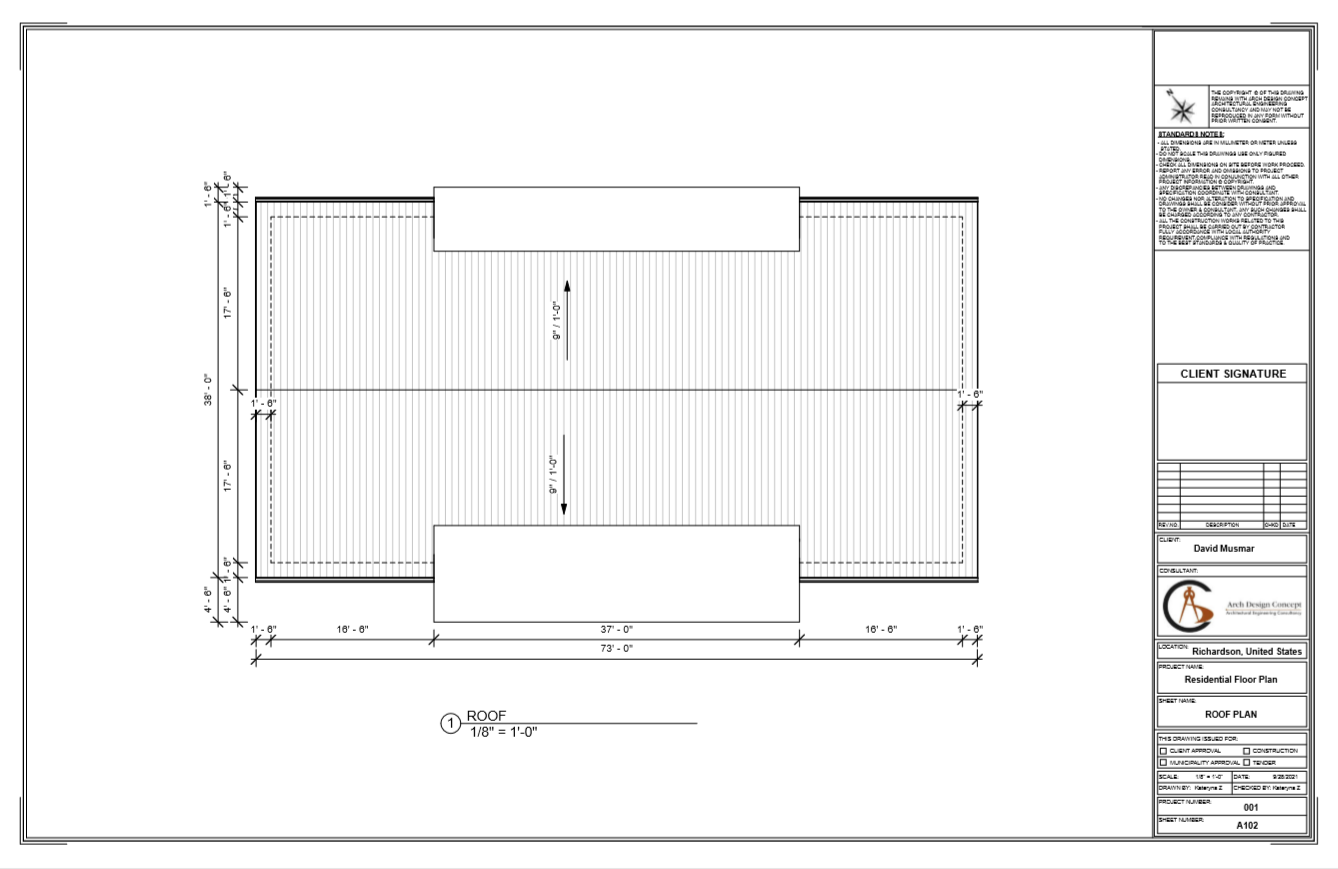 N
THE COPYRIGHT © OF THIS DRAWING
REMAINS WITH ARCH DESIGN CONCEPT
ARCHITECTURAL ENGINEERING
CONSULTANCY AND MAY NOT BE
REPRODUCED IN ANY FORM WITHOUT
PRIOR WRITTEN CONSENT.
STANDARDS NOTES:
- ALL DIMENSIONS ARE IN MILLIMETER OR METER UNLESS
STATED.
- DO NOT SCALE THIS DRAWINGS USE ONLY FIGURED
DIMENSIONS.
- CHECK ALL DIMENSIONS ON SITE BEFORE WORK PROCEED.
- REPORT ANY ERROR AND OMISSIONS TO PROJECT
ADMINISTRATOR READ IN CONJUNCTION WITH ALL OTHER
PROJECT INFORMATION © COPYRIGHT.
- ANY DISCREPANCIES BETWEEN DRAWINGS AND
SPECIFICATION COORDINATE WITH CONSULTANT.
- NO CHANGES NOR ALTERATION TO SPECIFICATION AND
DRAWINGS SHALL BE CONSIDER WITHOUT PRIOR APPROVAL
TO THE OWNER & CONSULTANT. ANY SUCH CHANGES SHALL
BE CHARGED ACCORDING TO ANY CONTRACTOR.
- ALL THE CONSTRUCTION WORKS RELATED TO THIS
PROJECT SHALL BE CARRIED OUT BY CONTRACTOR
FULLY ACCORDANCE WITH LOCAL AUTHORITY
REQUIREMENT,COMPLIANCE WITH REGULATIONS AND
TO THE BEST STANDARDS & QUALITY OF PRACTICE.
1' - 6"
1' - 6"
1' - 6"
17' - 6"
38' - 0"
17' - 6"
1' - 6"
4' - 6"
4' - 6"
1' - 6"
1' - 6"
9" / 1'-0"
9" / 1'-0"
1' - 6"
16' - 6"
37' - 0"
16' - 6"
1' - 6"
73' - 0"
1
ROOF
1/8" = 1'-0"
CLIENT SIGNATURE
REV.NO. DESCRIPTION CHKD DATE
CLIENT:
David Musmar
CONSULTANT:
Arch Design Concept
Architectural Engineering Consultancy
LOCATION: Richardson, United States
PROJECT NAME:
Residential Floor Plan
SHEET NAME:
ROOF PLAN
THIS DRAWING ISSUED FOR:
CLIENT APPROVAL CONSTRUCTION
MUNICIPALITY APPROVAL TENDER
SCALE: 1/8" = 1'-0" DATE: 9/28/2021
DRAWN BY: Kateryna Z CHECKED BY: Kateryna Z
PROJECT NUMBER:
001
SHEET NUMBER:
A102